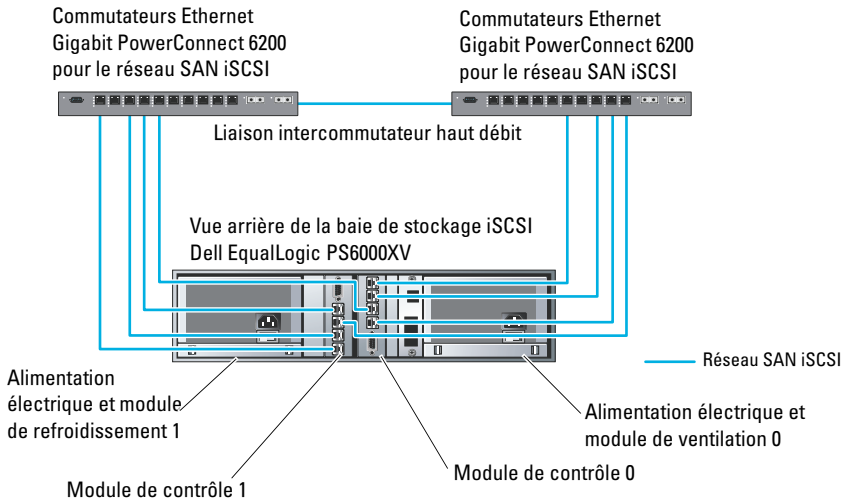 Commutateurs Ethernet
Gigabit PowerConnect 6200
pour le réseau SAN iSCSI
Commutateurs Ethernet
Gigabit PowerConnect 6200
pour le réseau SAN iSCSI
Liaison intercommutateur haut débit
Vue arrière de la baie de stockage iSCSI
Dell EqualLogic PS6000XV
Réseau SAN iSCSI
Alimentation
électrique et module
de refroidissement 1
Alimentation électrique et
module de ventilation 0
Module de contrôle 0
Module de contrôle 1